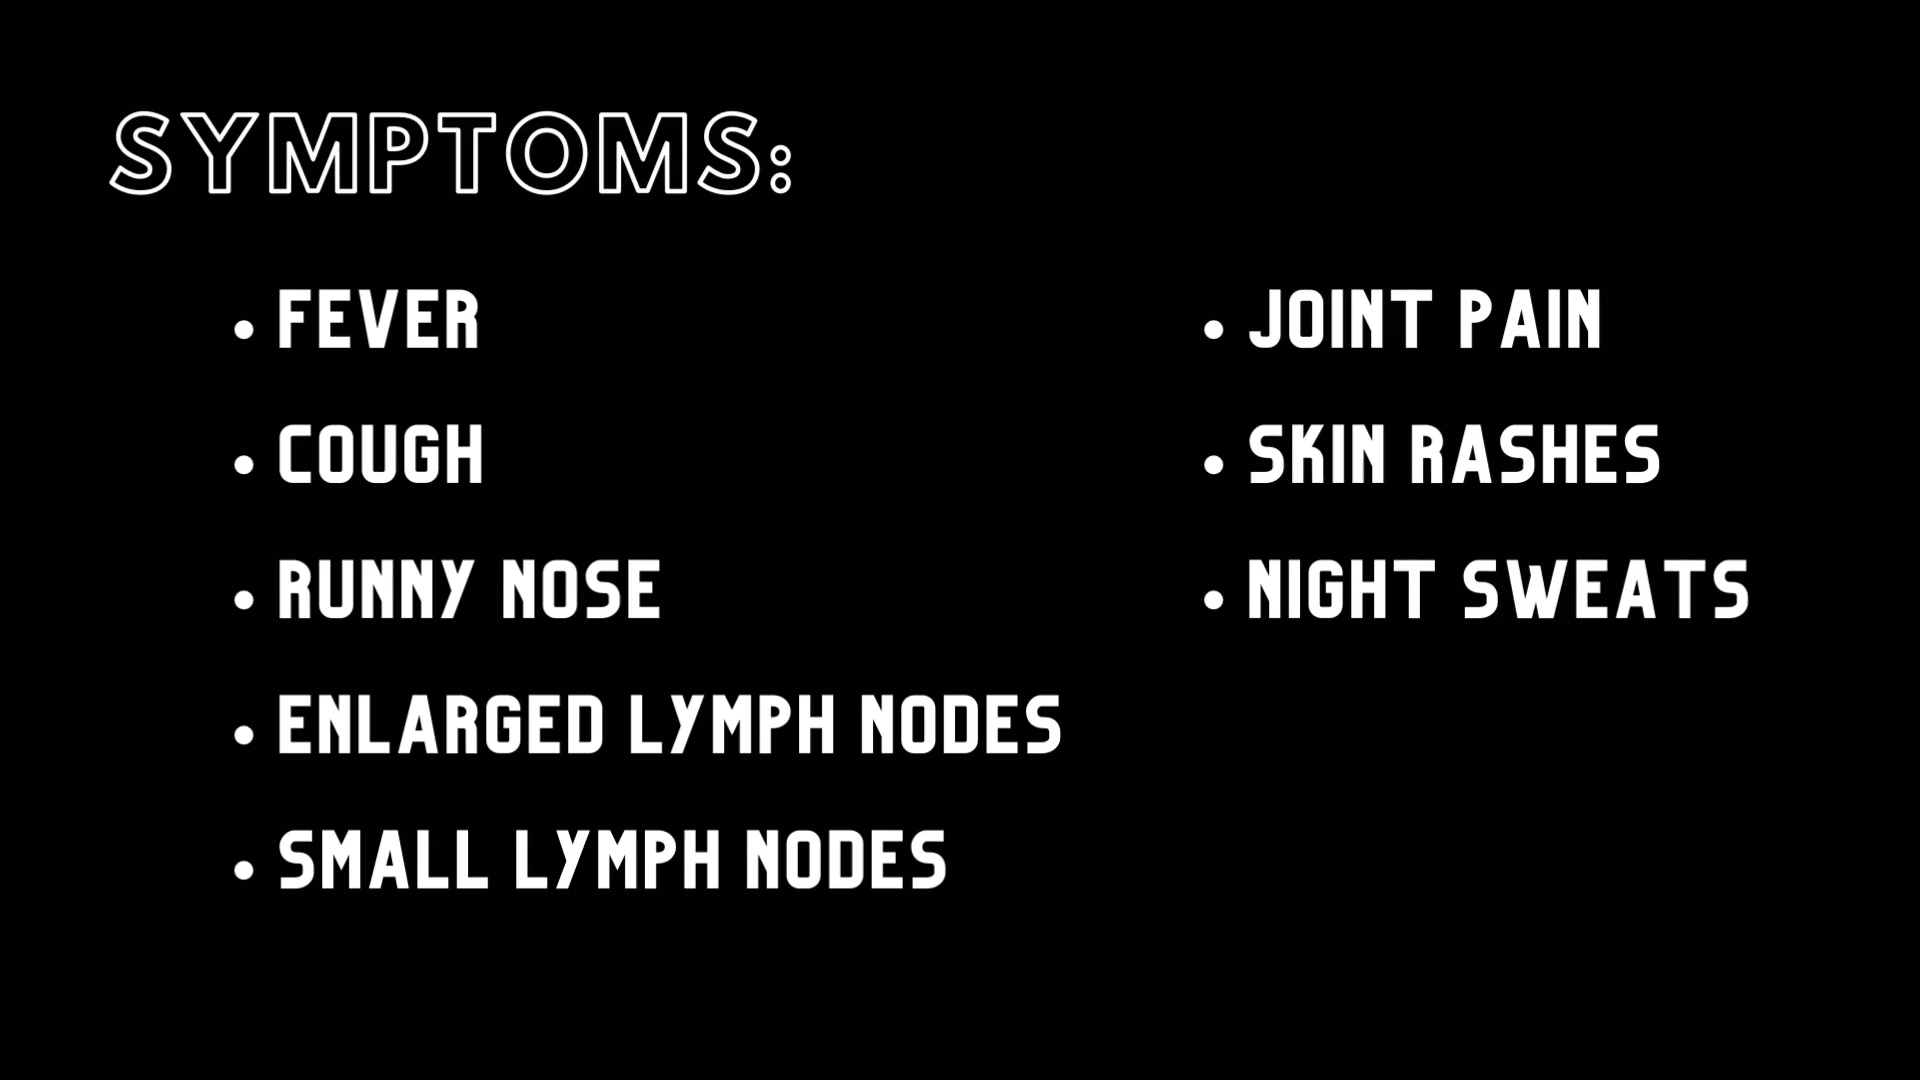 SYMPTOMS:
• FEVER
• COUGH
• RUNNY NOSE
• ENLARGED LYMPH NODES
• SMALL LYMPH NODES
• JOINT PAIN
• SKIN RASHES
• NIGHT SWEATS